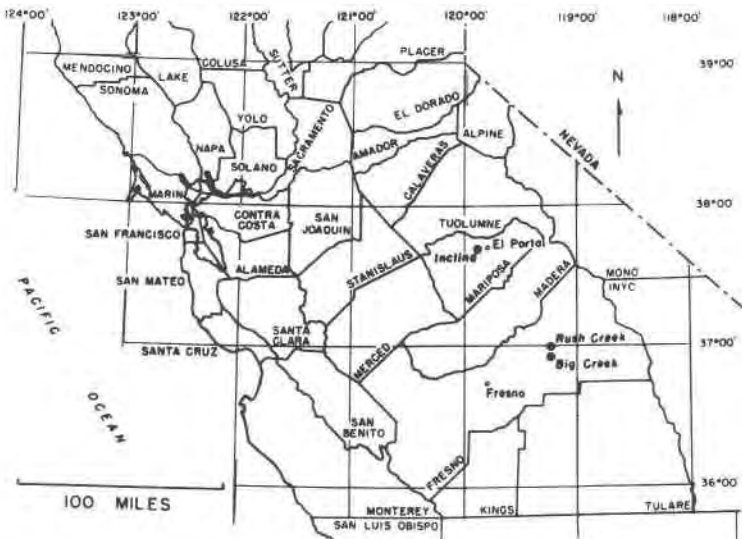 124°00' 123°00' 122°00' 121°00' 120°00' 119°00' 118°00'
PLACER
39°00'
COLUSA
MENDOCINO
LAKE
SUTTER
N
SONOMA
EL DORADO
YOLO
NEVADA
NAPA
SACRAMENTO
ALPINE
AMADOR
SOLANO
CALAVERAS
MARIN
38°00'
CONTRA COSTA
SAN JOAQUIN
TUOLUMNE
SAN FRANCISCO
El Portal
Incline
ALAMEDA
STANISLAUS
MARIPOSA
MADERA
MONO
SAN MATEO
INYO
PACIFIC
SANTA CLARA
Rush Creek
37°00'
SANTA CRUZ
MERCED
Big Creek
Fresno
OCEAN
SAN BENITO
FRESNO
36°00'
100 MILES
MONTEREY
KINGS
TULARE
SAN LUIS OBISPO